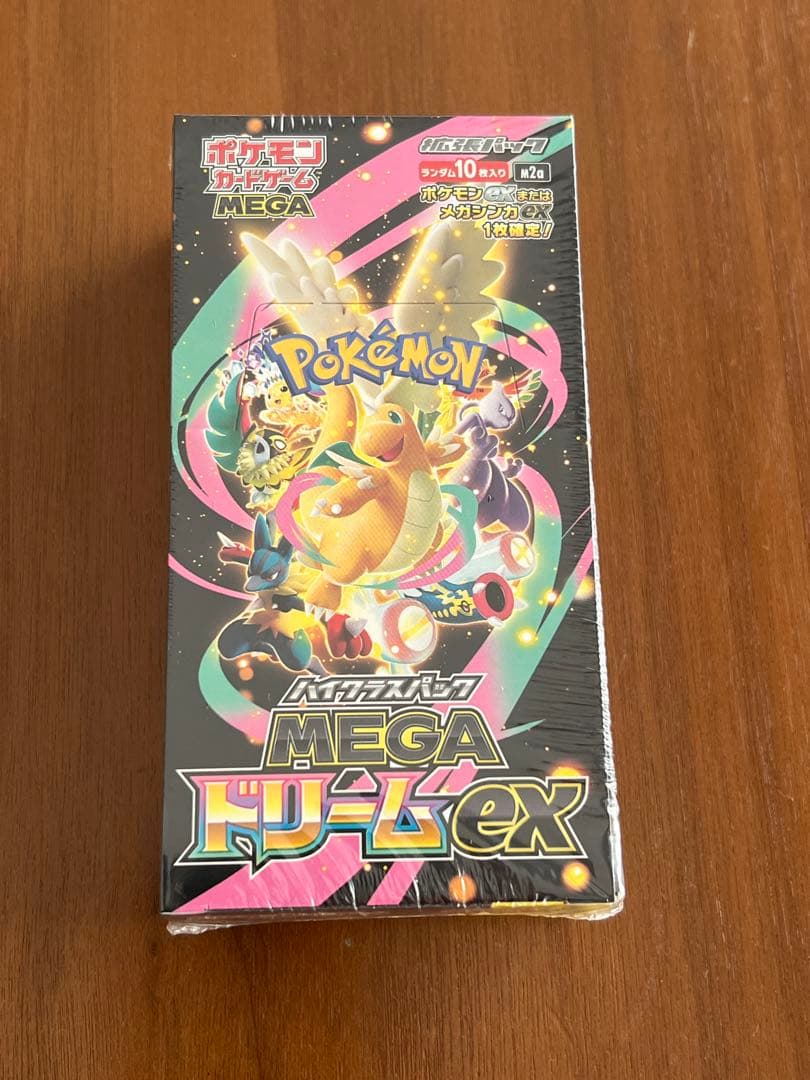 ポケモン
カードゲーム
MEGA
拡張パック
ランダム10枚入り M2a
ポケモンexまたは
メガシンカex
1枚確定!
POKéMON
ハイクラスパック
MEGA
ドリームex